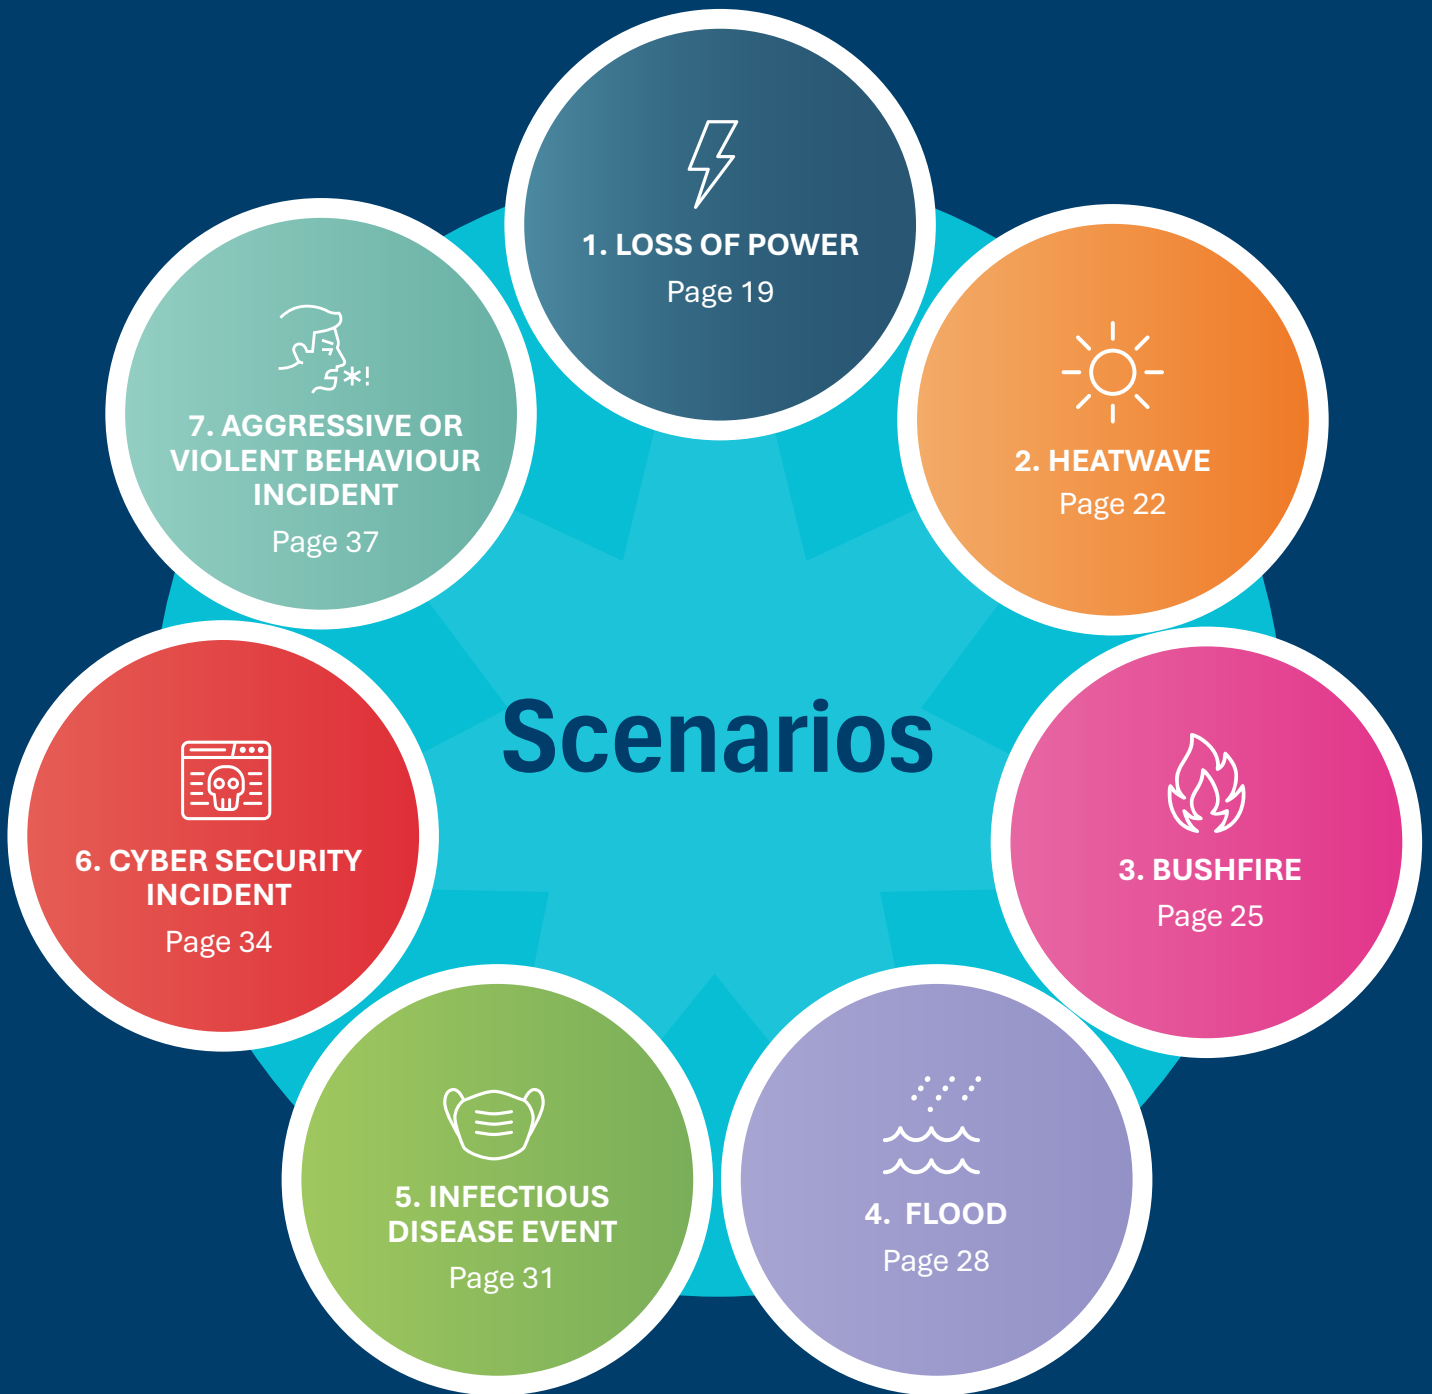 Scenarios
1. LOSS OF POWER
Page 19
2. HEATWAVE
Page 22
3. BUSHFIRE
Page 25
4. FLOOD
Page 28
5. INFECTIOUS
DISEASE EVENT
Page 31
6. CYBER SECURITY
INCIDENT
Page 34
*!
7. AGGRESSIVE OR
VIOLENT BEHAVIOUR
INCIDENT
Page 37